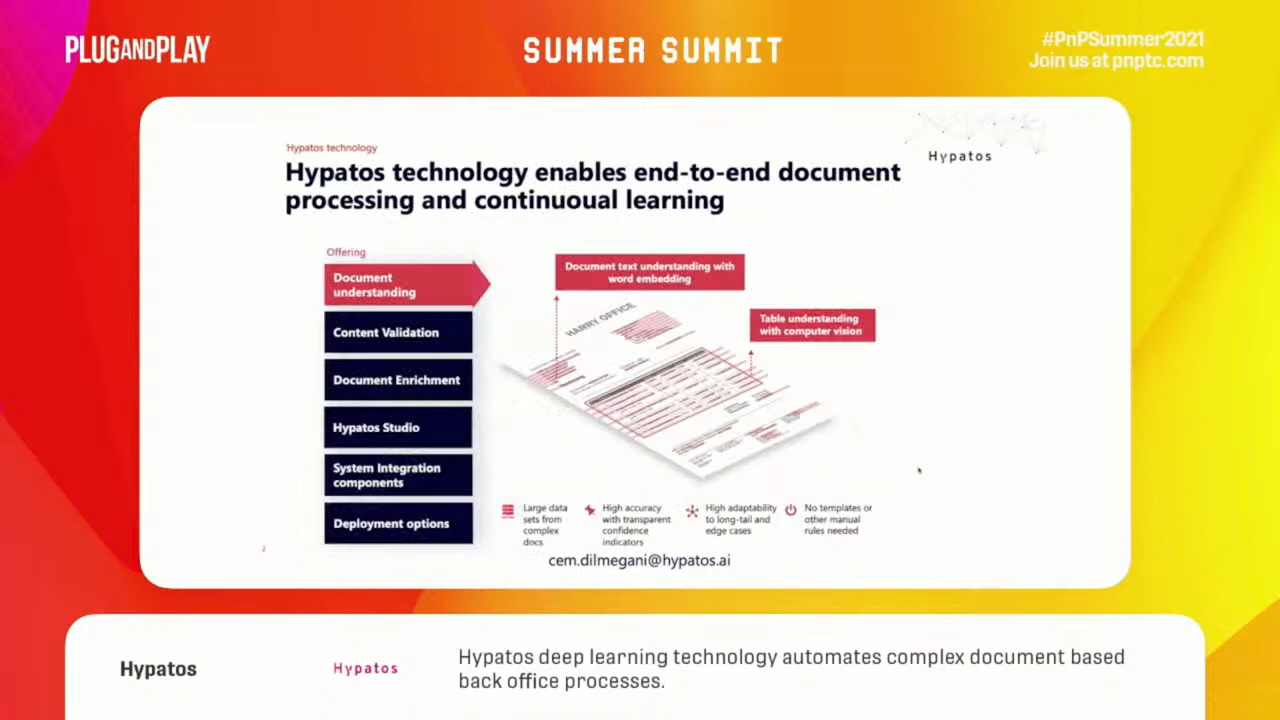 PLUGANDPLAY
SUMMER SUMMIT
#PnPSummer2021
Join us at pnptc.com
Hypatos technology
Hypatos technology enables end-to-end document
processing and continuoual learning
Hypatos
Offering
Document
understanding
Content Validation
Document Enrichment
Hypatos Studio
System Integration
components
Deployment options
Document text understanding with
word embedding
Table understanding
with computer vision
HARRY OFFICE
Large data
sets from
complex
docs
High accuracy
with transparent
confidence
indicators
High adaptability
to long-tail and
edge cases
No templates or
other manual
rules needed
2
cem.dilmegani@hypatos.ai
Hypatos
Hypatos
Hypatos deep learning technology automates complex document based
back office processes.